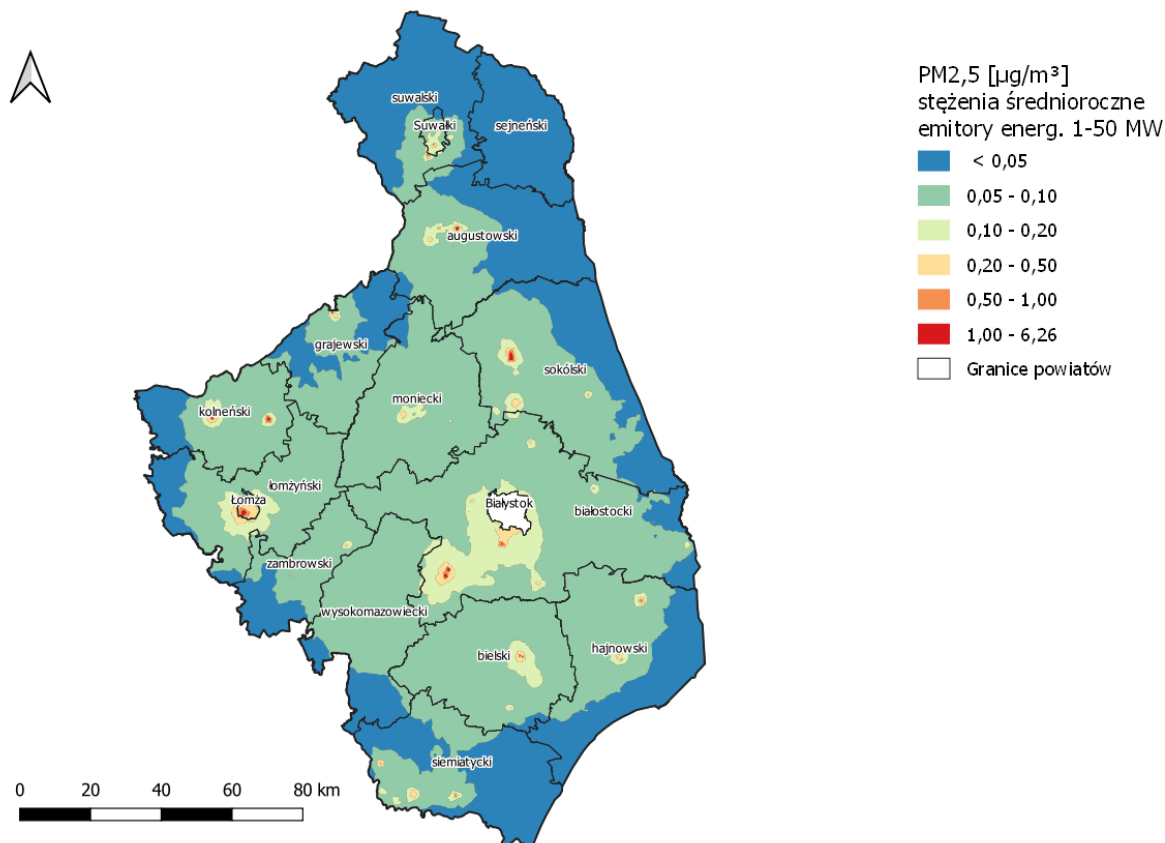 PM2,5 [µg/m³]
stężenia średnioroczne
emitory energ. 1-50 MW
< 0,05
0,05 - 0,10
0,10 - 0,20
0,20 - 0,50
0,50 - 1,00
1,00 - 6,26
Granice powiatów
suwalski
Suwałki
sejneński
augustowski
grajewski
sokólski
moniecki
kolneński
łomżyński
Łomża
Białystok
białostocki
zambrowski
wysokomazowiecki
bielski
hajnowski
siemiatycki
0 20 40 60 80 km